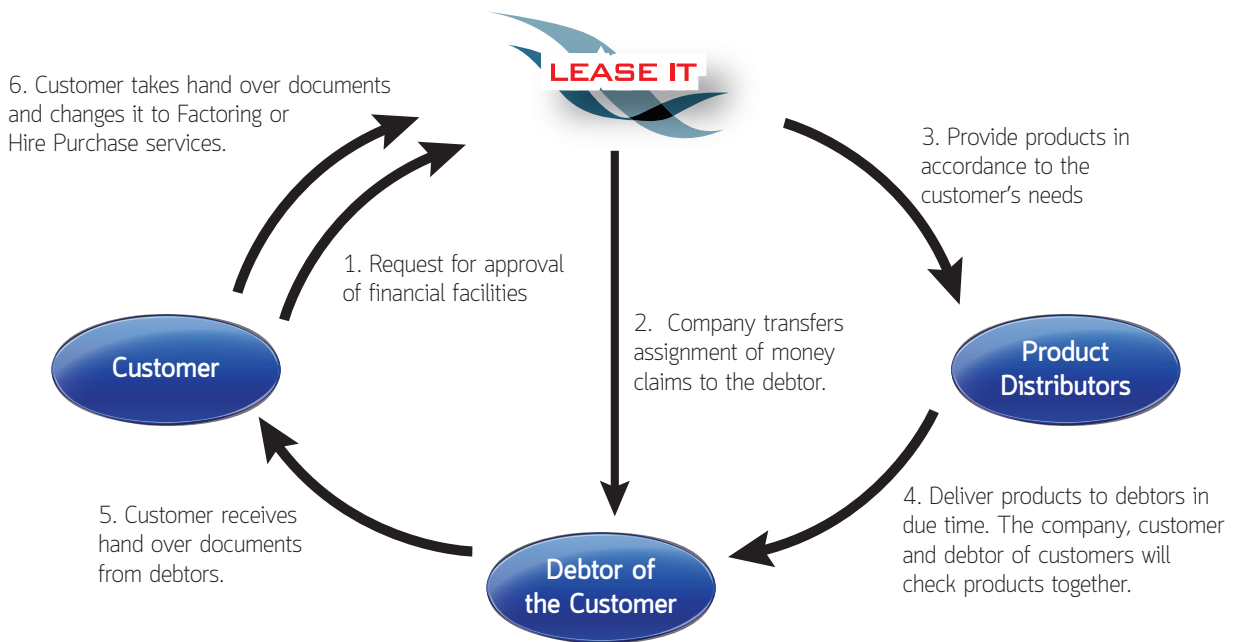 LEASE IT
6. Customer takes hand over documents
and changes it to Factoring or
Hire Purchase services.
3. Provide products in
accordance to the
customer's needs
1. Request for approval
of financial facilities
2. Company transfers
assignment of money
claims to the debtor.
Customer
Product
Distributors
5. Customer receives
hand over documents
from debtors.
4. Deliver products to debtors in
due time. The company, customer
and debtor of customers will
check products together.
Debtor of
the Customer